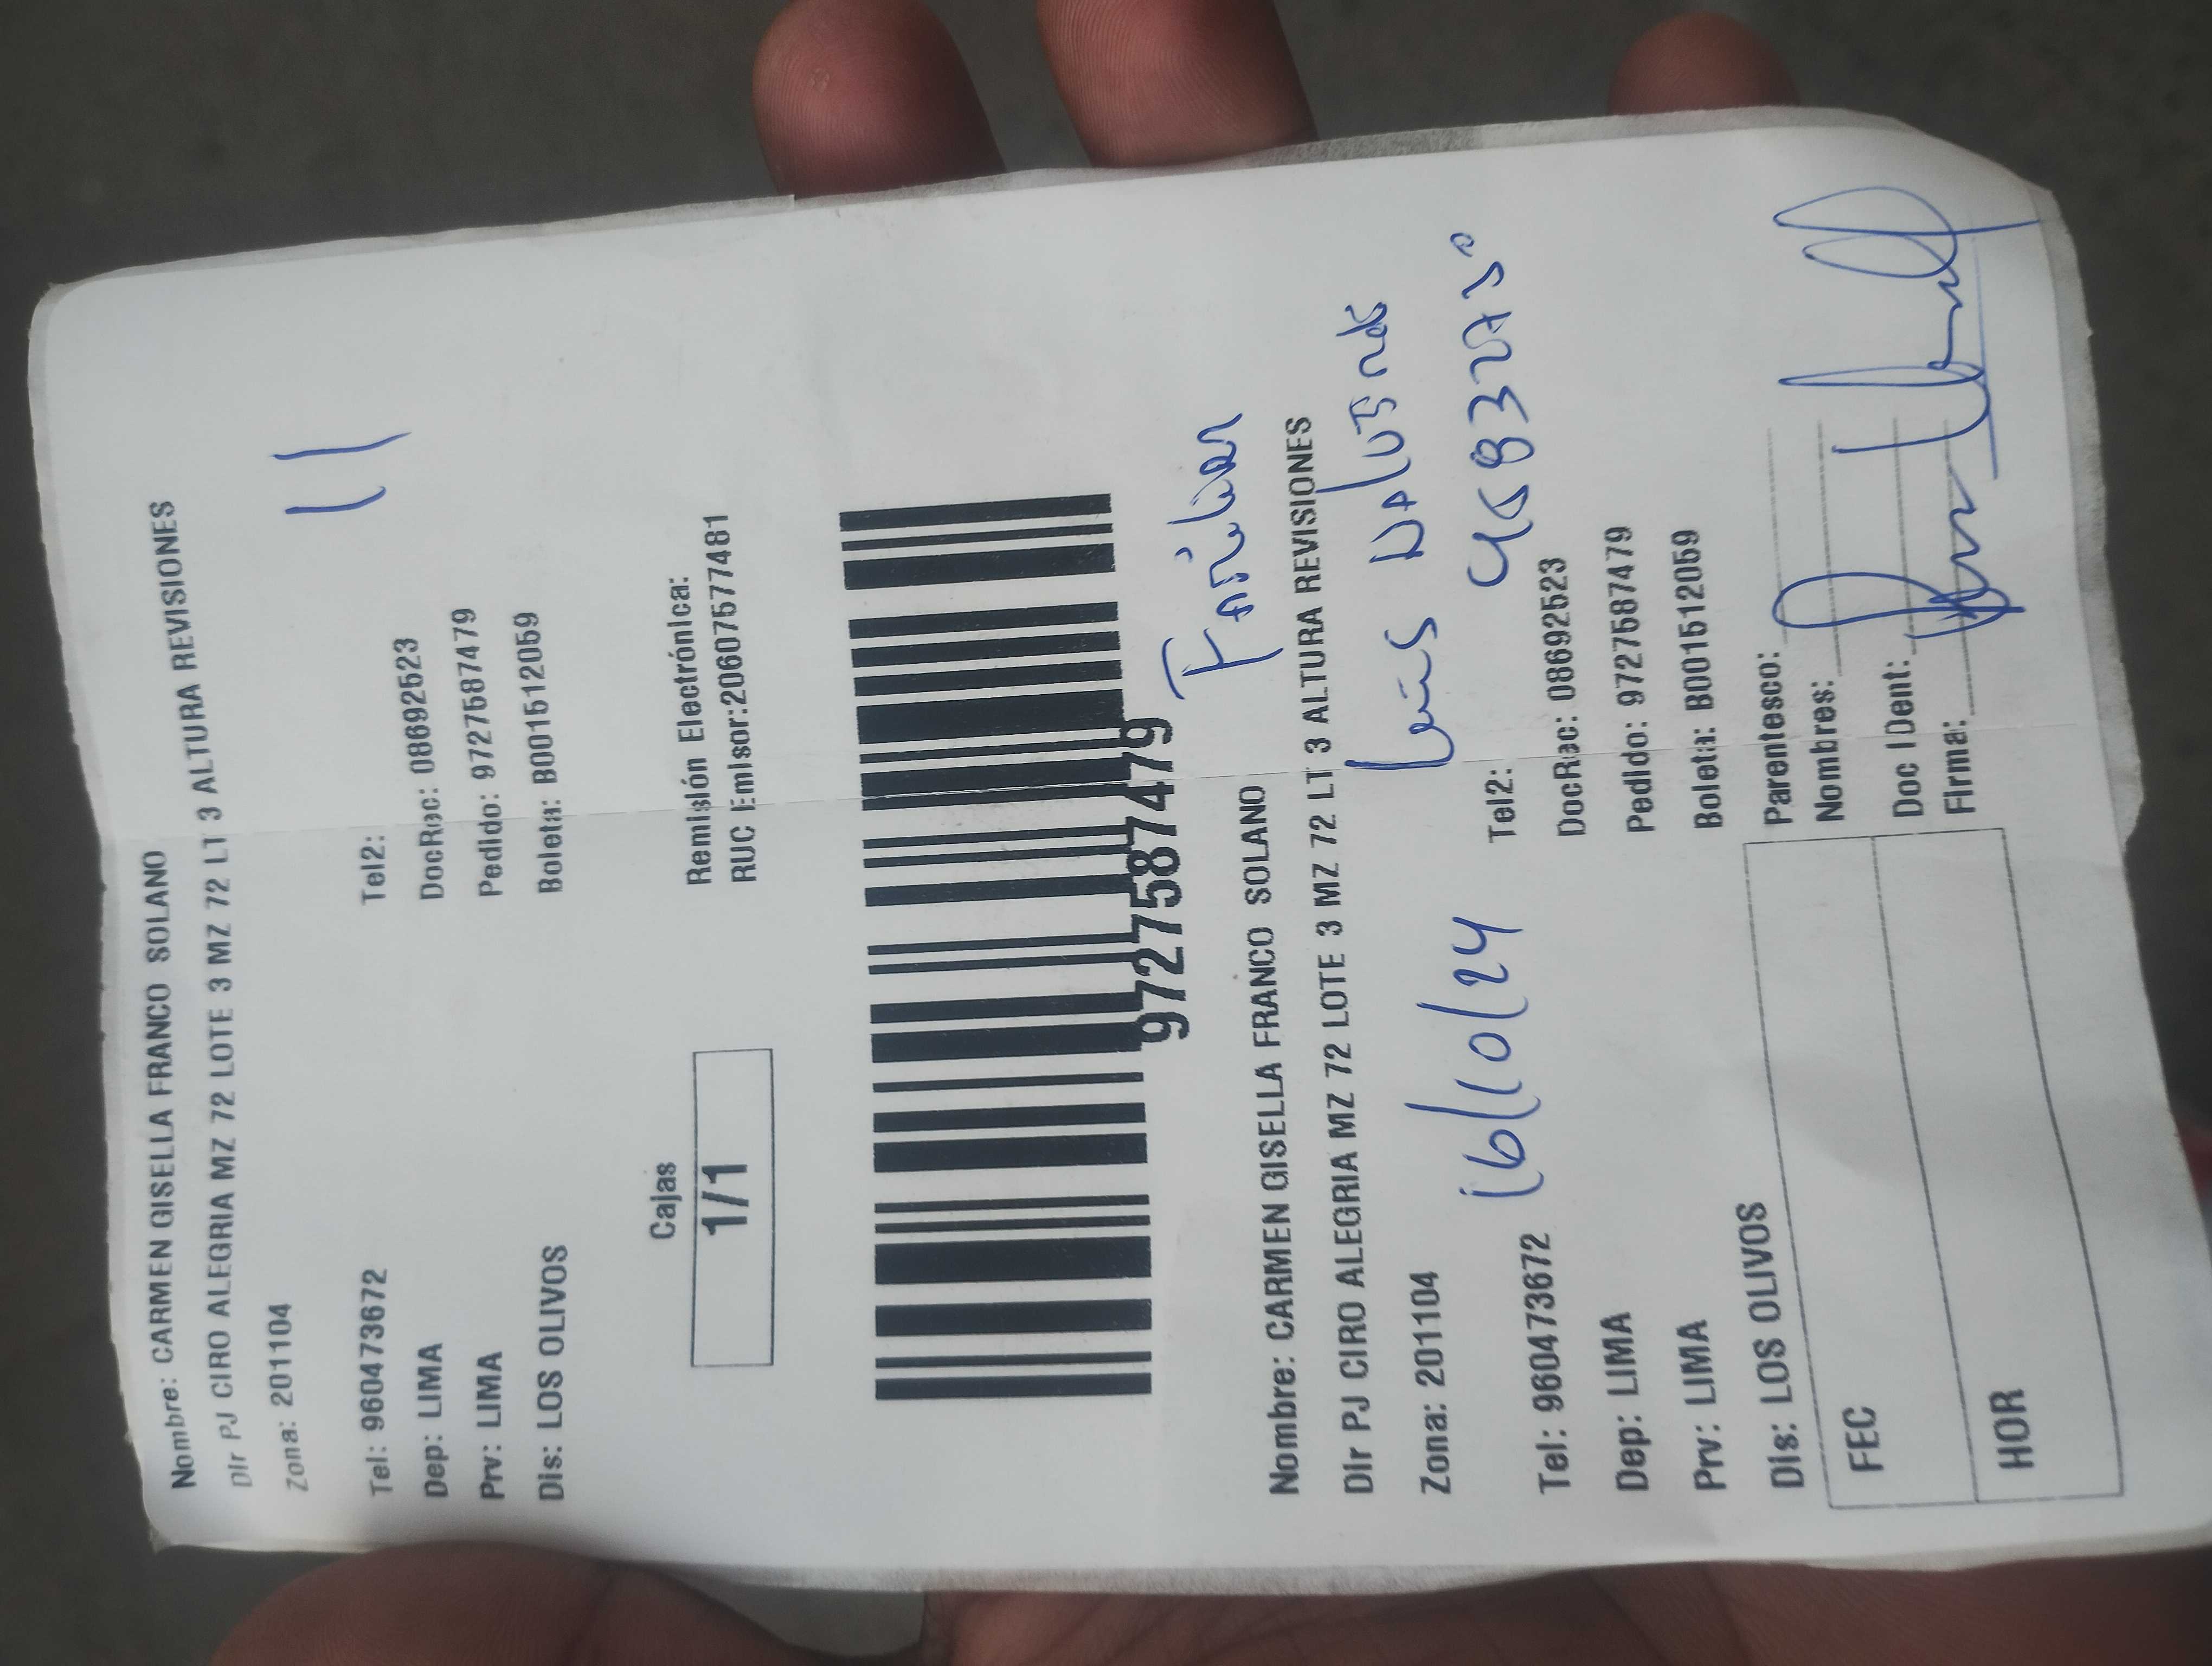 Nombre: CARMEN GISELLA FRANCO SOLANO
Dir PJ CIRO ALEGRIA MZ 72 LOTE 3 MZ 72 LT 3 ALTURA REVISIONES
Zona: 201104
11
Tel: 960473672 Tel2:
Dep: LIMA DocRec: 08692523
Prv: LIMA Pedido: 9727587479
Dis: LOS OLIVOS Boleta: B001512059
Cajas
1/1
Remisión Electrónica:
RUC Emisor:20607577481
9727587479
Familiar
Nombre: CARMEN GISELLA FRANCO SOLANO
Dir PJ CIRO ALEGRIA MZ 72 LOTE 3 MZ 72 LT 3 ALTURA REVISIONES
Luis
Zona: 201104
16/10/24
Tel: 960473672 Tel2:
Dep: LIMA DocRec: 08692523
Prv: LIMA Pedido: 9727587479
Dis: LOS OLIVOS Boleta: B001512059
FEC
HOR
Parentesco:
Nombres:
Doc IDent:
Firma: